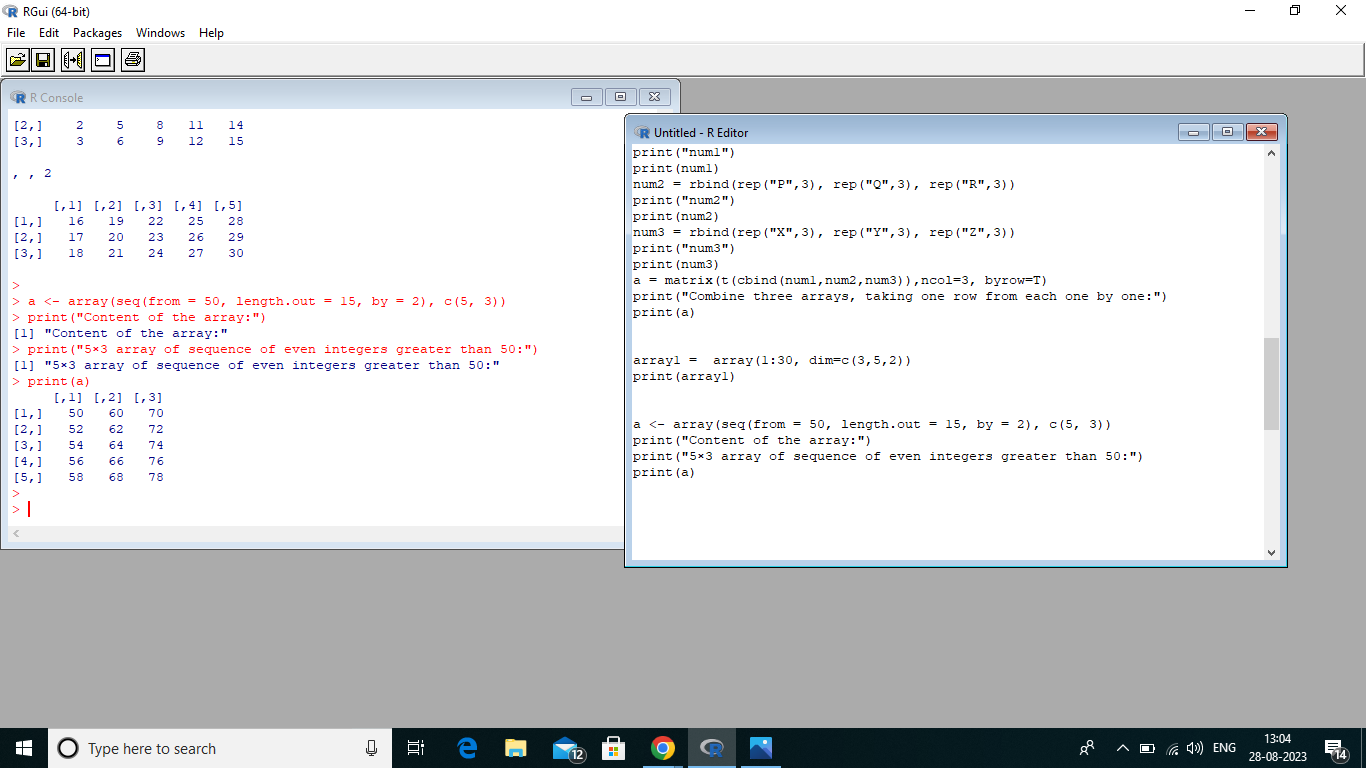 RGui (64-bit)
File Edit Packages Windows Help
R Console
[2,]    2    5    8   11   14
[3,]    3    6    9   12   15
, , 2
     [,1] [,2] [,3] [,4] [,5]
[1,]   16   19   22   25   28
[2,]   17   20   23   26   29
[3,]   18   21   24   27   30
>
> a <- array(seq(from = 50, length.out = 15, by = 2), c(5, 3))
> print("Content of the array:")
[1] "Content of the array:"
> print("5×3 array of sequence of even integers greater than 50:")
[1] "5×3 array of sequence of even integers greater than 50:"
> print(a)
     [,1] [,2] [,3]
[1,]   50   60   70
[2,]   52   62   72
[3,]   54   64   74
[4,]   56   66   76
[5,]   58   68   78
>
>
Untitled - R Editor
print("num1")
print(num1)
num2 = rbind(rep("P",3), rep("Q",3), rep("R",3))
print("num2")
print(num2)
num3 = rbind(rep("X",3), rep("Y",3), rep("Z",3))
print("num3")
print(num3)
a = matrix(t(cbind(num1,num2,num3)),ncol=3, byrow=T)
print("Combine three arrays, taking one row from each one by one:")
print(a)
array1 =  array(1:30, dim=c(3,5,2))
print(array1)
a <- array(seq(from = 50, length.out = 15, by = 2), c(5, 3))
print("Content of the array:")
print("5×3 array of sequence of even integers greater than 50:")
print(a)
Type here to search
12
ENG
13:04
28-08-2023
14